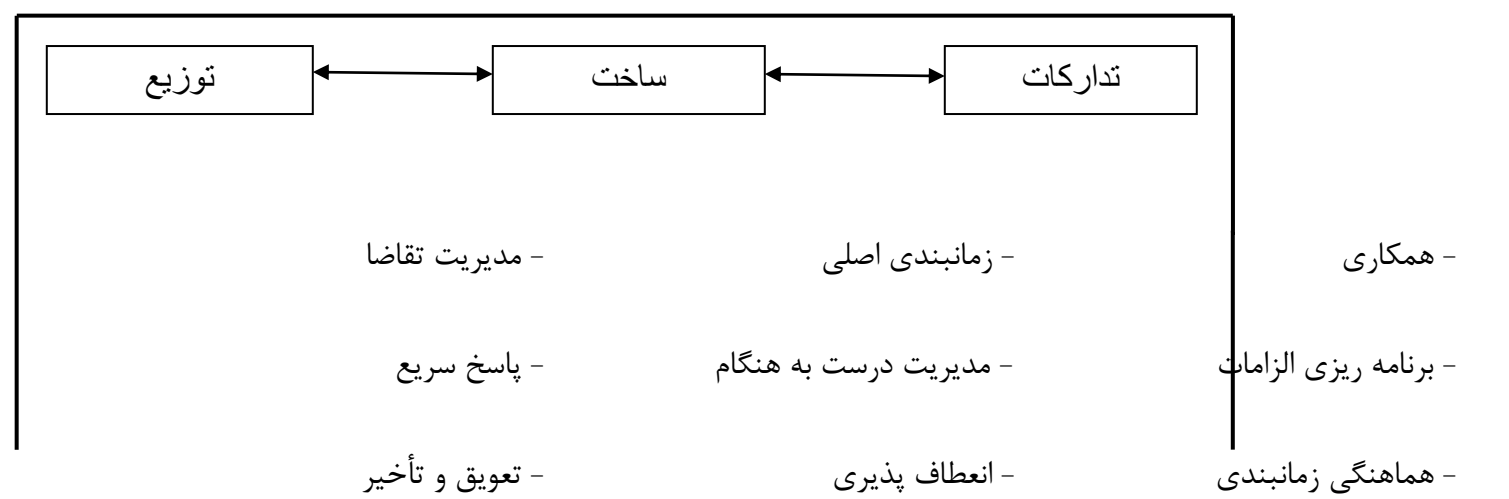 تدارکات ساخت توزیع
- همکاری - زمانبندی اصلی - مدیریت تقاضا
- برنامه ریزی الزامات - مدیریت درست به هنگام - پاسخ سریع
- هماهنگی زمانبندی - انعطاف پذیری - تعویق و تأخیر